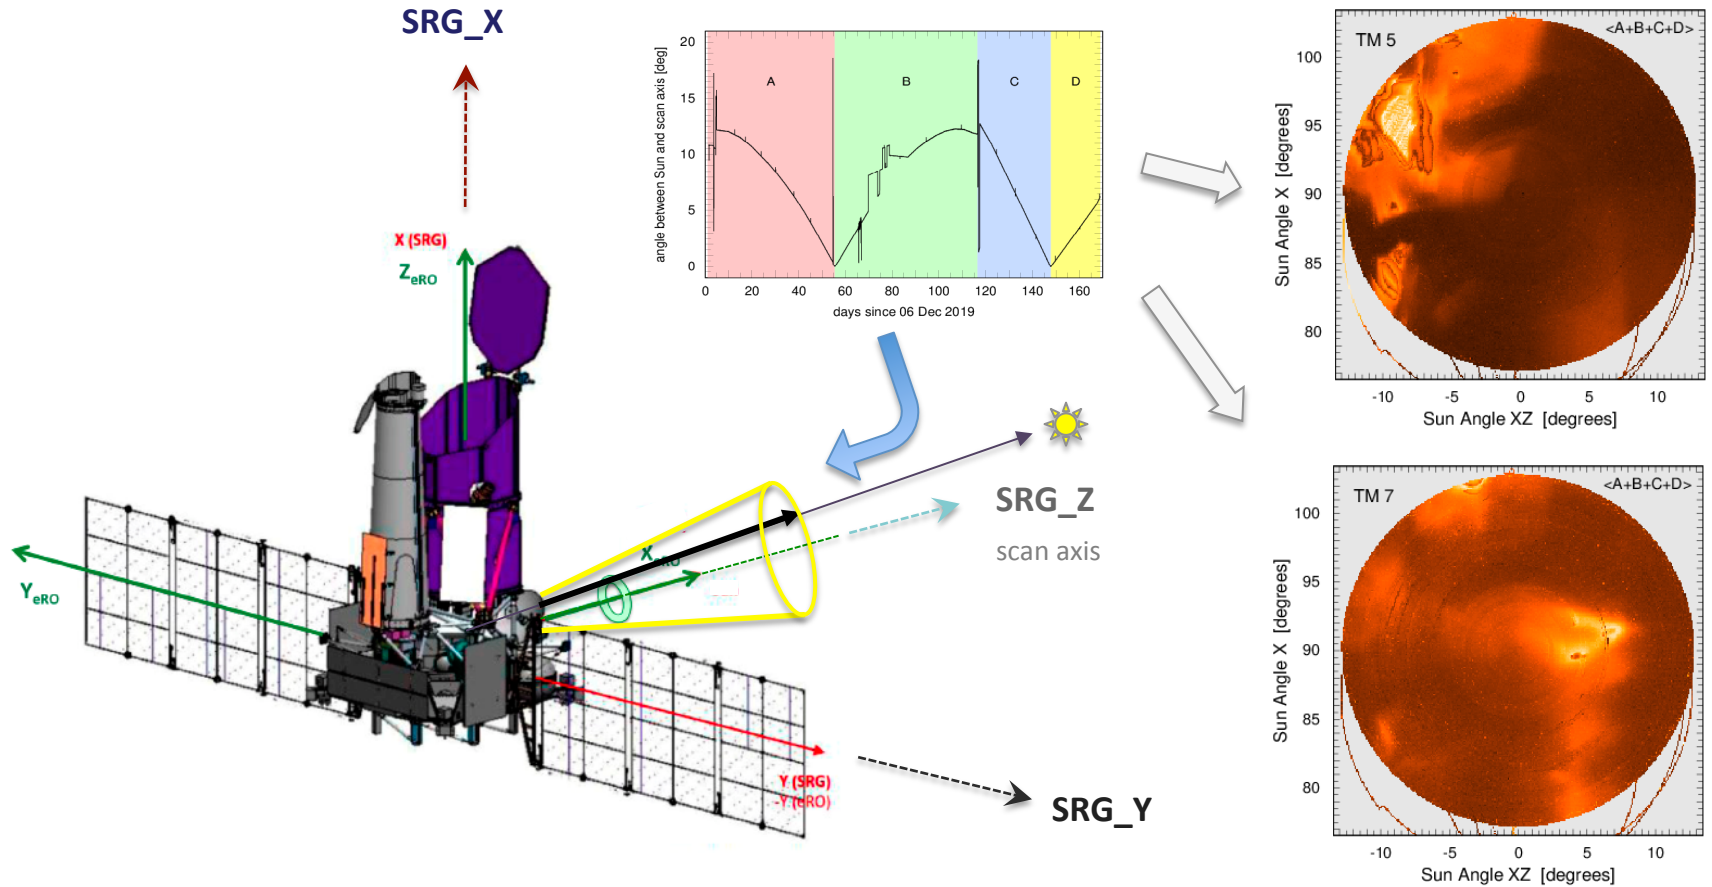 SRG_X
X (SRG)
Z eRO
Y eRO
X eRO
Y (SRG)
-Y (eRO)
SRG_Z
scan axis
SRG_Y
angle between Sun and scan axis [deg]
20
15
10
5
0
A
B
C
D
0 20 40 60 80 100 120 140 160
days since 06 Dec 2019
TM 5
<A+B+C+D>
Sun Angle X [degrees]
100
95
90
85
80
-10 -5 0 5 10
Sun Angle XZ [degrees]
TM 7
<A+B+C+D>
Sun Angle X [degrees]
100
95
90
85
80
-10 -5 0 5 10
Sun Angle XZ [degrees]